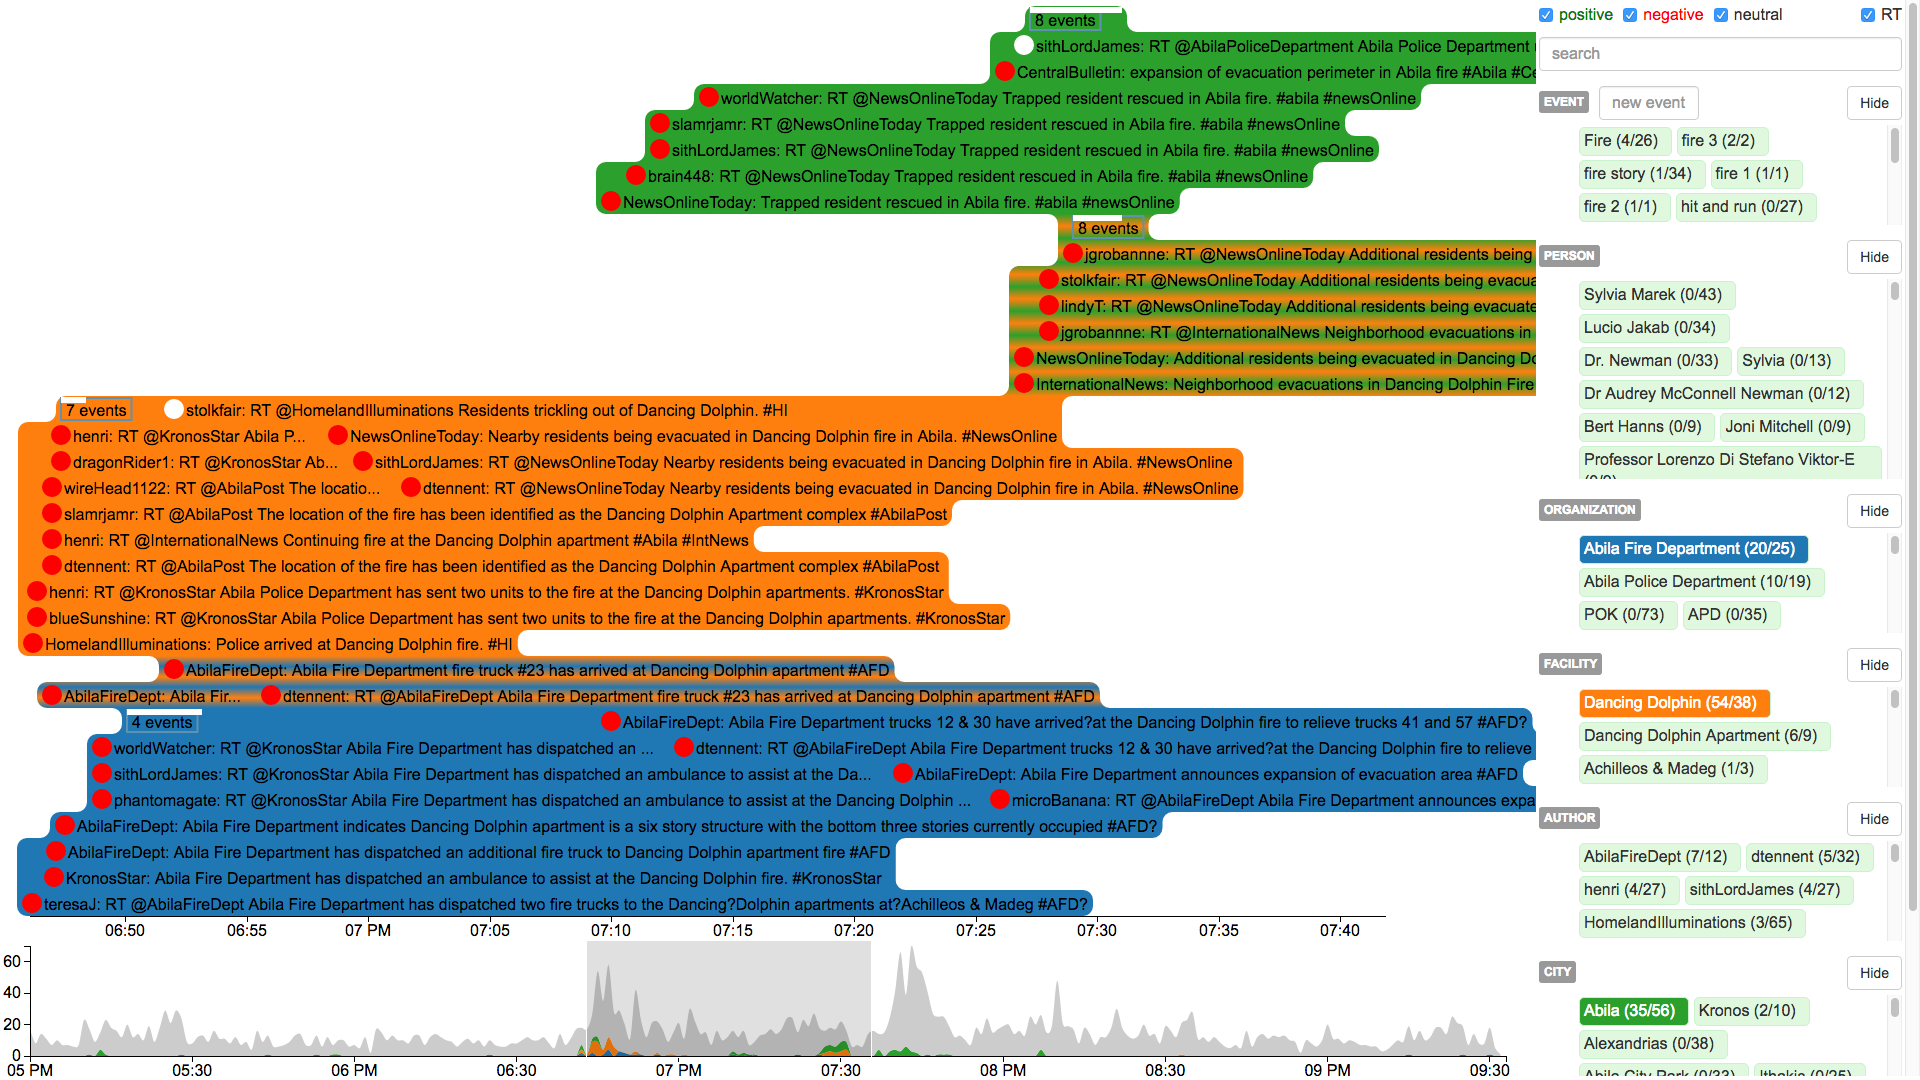 8 events
sithLordJames: RT @AbilaPoliceDepartment Abila Police Department
CentralBulletin: expansion of evacuation perimeter in Abila fire #Abila #Ce
worldWatcher: RT @NewsOnlineToday Trapped resident rescued in Abila fire. #abila #newsOnline
slamrjamr: RT @NewsOnlineToday Trapped resident rescued in Abila fire. #abila #newsOnline
sithLordJames: RT @NewsOnlineToday Trapped resident rescued in Abila fire. #abila #newsOnline
brain448: RT @NewsOnlineToday Trapped resident rescued in Abila fire. #abila #newsOnline
NewsOnlineToday: Trapped resident rescued in Abila fire. #abila #newsOnline
8 events
jgrobannne: RT @NewsOnlineToday Additional residents being
stolkfair: RT @NewsOnlineToday Additional residents being evacua
lindyT: RT @NewsOnlineToday Additional residents being evacuate
jgrobannne: RT @InternationalNews Neighborhood evacuations in
NewsOnlineToday: Additional residents being evacuated in Dancing Do
InternationalNews: Neighborhood evacuations in Dancing Dolphin Fire
7 events stolkfair: RT @HomelandIlluminations Residents trickling out of Dancing Dolphin. #HI
henri: RT @KronosStar Abila P... NewsOnlineToday: Nearby residents being evacuated in Dancing Dolphin fire in Abila. #NewsOnline
dragonRider1: RT @KronosStar Ab... sithLordJames: RT @NewsOnlineToday Nearby residents being evacuated in Dancing Dolphin fire in Abila. #NewsOnline
wireHead1122: RT @AbilaPost The locatio... dtennent: RT @NewsOnlineToday Nearby residents being evacuated in Dancing Dolphin fire in Abila. #NewsOnline
slamrjamr: RT @AbilaPost The location of the fire has been identified as the Dancing Dolphin Apartment complex #AbilaPost
henri: RT @InternationalNews Continuing fire at the Dancing Dolphin apartment #Abila #IntNews
dtennent: RT @AbilaPost The location of the fire has been identified as the Dancing Dolphin Apartment complex #AbilaPost
henri: RT @KronosStar Abila Police Department has sent two units to the fire at the Dancing Dolphin apartments. #KronosStar
blueSunshine: RT @KronosStar Abila Police Department has sent two units to the fire at the Dancing Dolphin apartments. #KronosStar
HomelandIlluminations: Police arrived at Dancing Dolphin fire. #HI
AbilaFireDept: Abila Fire Department fire truck #23 has arrived at Dancing Dolphin apartment #AFD
AbilaFireDept: Abila Fir... dtennent: RT @AbilaFireDept Abila Fire Department fire truck #23 has arrived at Dancing Dolphin apartment #AFD
4 events AbilaFireDept: Abila Fire Department trucks 12 & 30 have arrived?at the Dancing Dolphin fire to relieve trucks 41 and 57 #AFD?
worldWatcher: RT @KronosStar Abila Fire Department has dispatched an ... dtennent: RT @AbilaFireDept Abila Fire Department trucks 12 & 30 have arrived?at the Dancing Dolphin fire to relieve
sithLordJames: RT @KronosStar Abila Fire Department has dispatched an ambulance to assist at the Da... AbilaFireDept: Abila Fire Department announces expansion of evacuation area #AFD
phantomagate: RT @KronosStar Abila Fire Department has dispatched an ambulance to assist at the Dancing Dolphin ... microBanana: RT @AbilaFireDept Abila Fire Department announces expa
AbilaFireDept: Abila Fire Department indicates Dancing Dolphin apartment is a six story structure with the bottom three stories currently occupied #AFD?
AbilaFireDept: Abila Fire Department has dispatched an additional fire truck to Dancing Dolphin apartment fire #AFD
KronosStar: Abila Fire Department has dispatched an ambulance to assist at the Dancing Dolphin fire. #KronosStar
teresaJ: RT @AbilaFireDept Abila Fire Department has dispatched two fire trucks to the Dancing?Dolphin apartments at?Achilleos & Madeg #AFD?
06:50 06:55 07 PM 07:05 07:10 07:15 07:20 07:25 07:30 07:35 07:40
60
40
20
0
05 PM 05:30 06 PM 06:30 07 PM 07:30 08 PM 08:30 09 PM 09:30
positive negative neutral RT
search
EVENT new event Hide
Fire (4/26) fire 3 (2/2)
fire story (1/34) fire 1 (1/1)
fire 2 (1/1) hit and run (0/27)
PERSON Hide
Sylvia Marek (0/43)
Lucio Jakab (0/34)
Dr. Newman (0/33) Sylvia (0/13)
Dr Audrey McConnell Newman (0/12)
Bert Hanns (0/9) Joni Mitchell (0/9)
Professor Lorenzo Di Stefano Viktor-E
ORGANIZATION Hide
Abila Fire Department (20/25)
Abila Police Department (10/19)
POK (0/73) APD (0/35)
FACILITY Hide
Dancing Dolphin (54/38)
Dancing Dolphin Apartment (6/9)
Achilleos & Madeg (1/3)
AUTHOR Hide
AbilaFireDept (7/12) dtennent (5/32)
henri (4/27) sithLordJames (4/27)
HomelandIlluminations (3/65)
CITY Hide
Abila (35/56) Kronos (2/10)
Alexandrias (0/38)
Abila City Park (0/33) Ithakis (0/25)